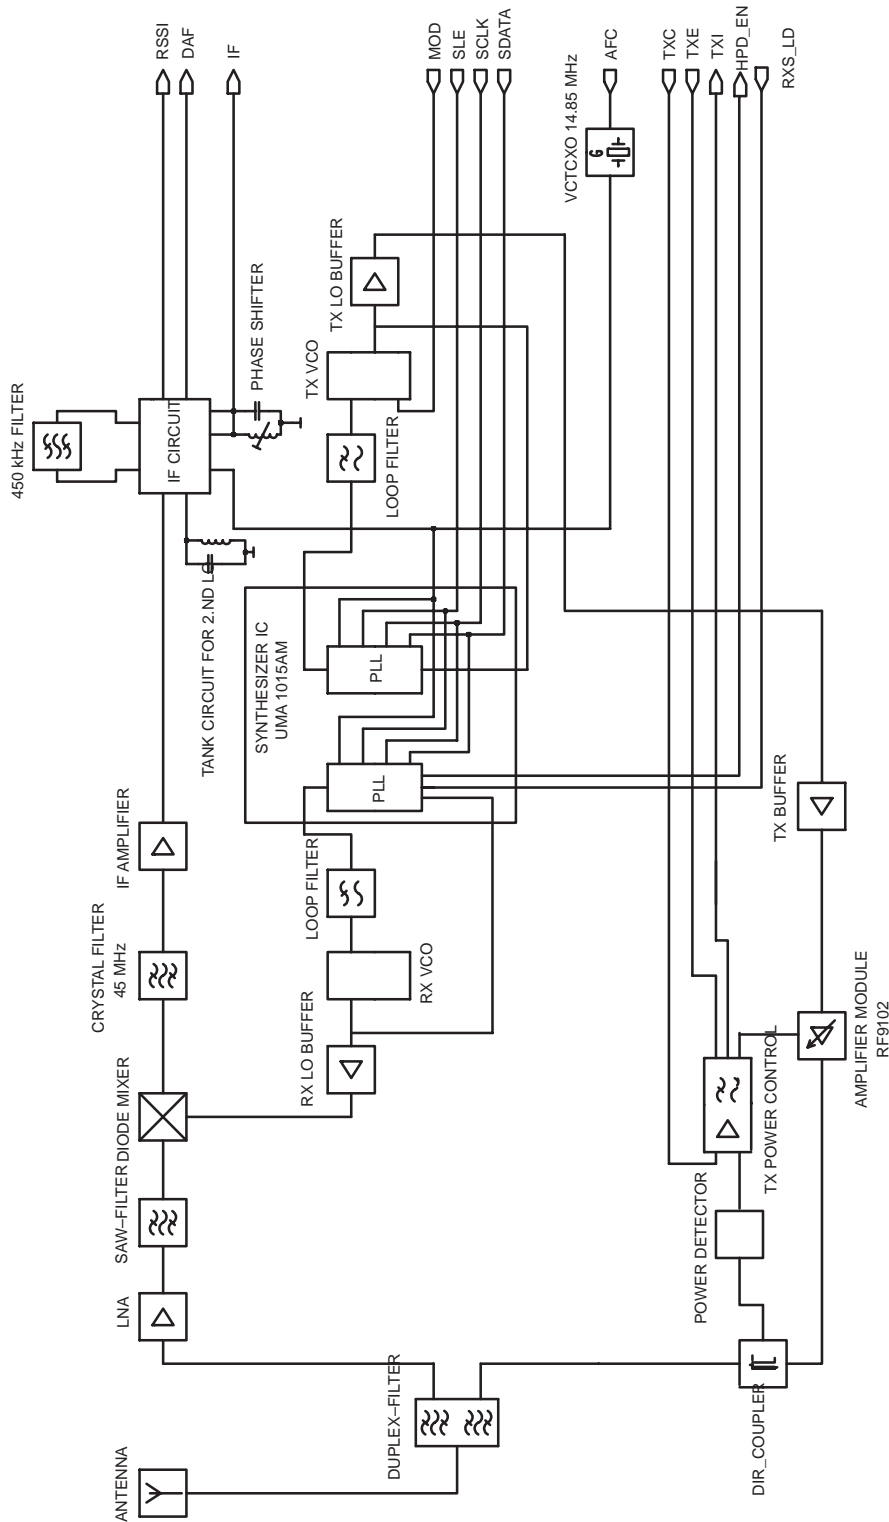 ANTENNA
LNA
SAW–FILTER
DIODE MIXER
CRYSTAL FILTER
45 MHz
IF AMPLIFIER
TANK CIRCUIT FOR 2.ND LO
450 kHz FILTER
IF CIRCUIT
PHASE SHIFTER
RSSI
DAF
IF
DUPLEX–FILTER
RX LO BUFFER
RX VCO
LOOP FILTER
SYNTHESIZER IC
UMA 1015AM
PLL
PLL
LOOP FILTER
TX VCO
TX LO BUFFER
MOD
SLE
SCLK
SDATA
VCTCXO 14.85 MHz
G
AFC
TXC
TXE
TXI
HPD_EN
RXS_LD
DIR_COUPLER
POWER DETECTOR
TX POWER CONTROL
AMPLIFIER MODULE
RF9102
TX BUFFER